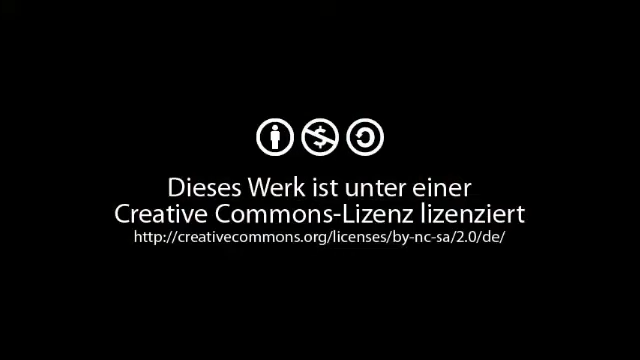 Dieses Werk ist unter einer
Creative Commons-Lizenz lizenziert
http://creativecommons.org/licenses/by-nc-sa/2.0/de/